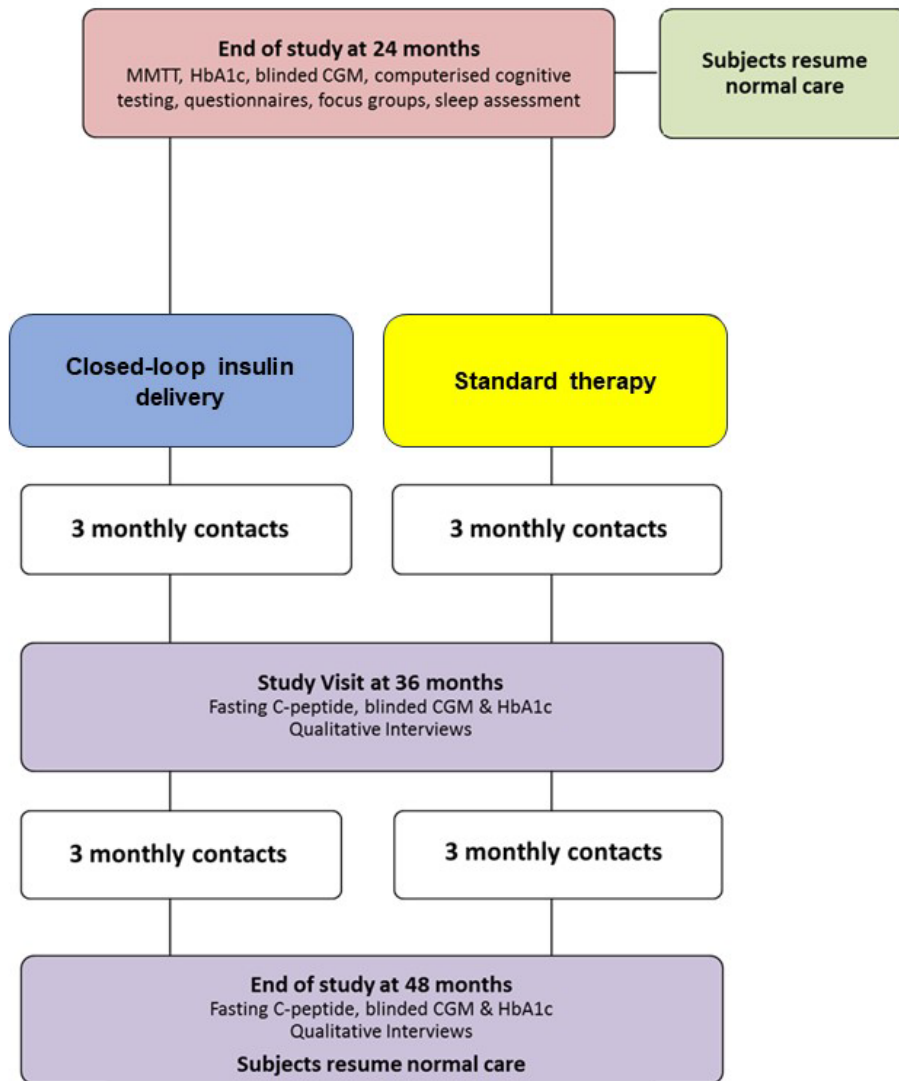 End of study at 24 months
MMTT, HbA1c, blinded CGM, computerised cognitive
testing, questionnaires, focus groups, sleep assessment
Subjects resume
normal care
Closed-loop insulin
delivery
Standard therapy
3 monthly contacts
3 monthly contacts
Study Visit at 36 months
Fasting C-peptide, blinded CGM & HbA1c
Qualitative Interviews
3 monthly contacts
3 monthly contacts
End of study at 48 months
Fasting C-peptide, blinded CGM & HbA1c
Qualitative Interviews
Subjects resume normal care